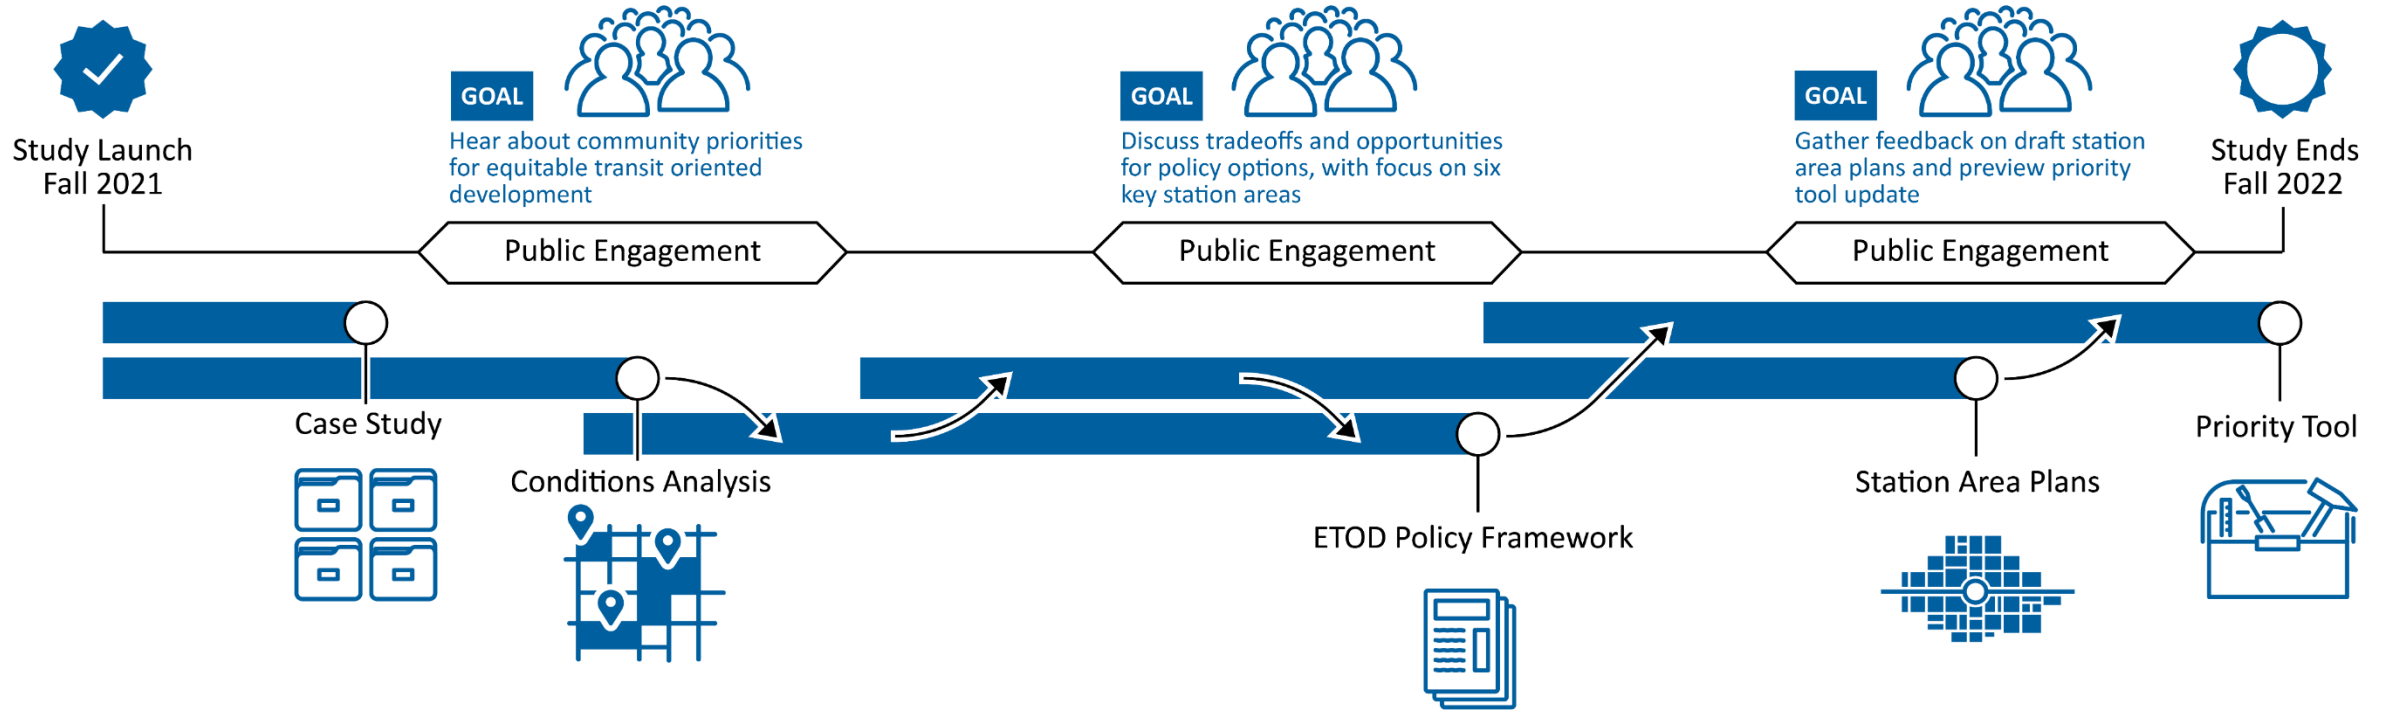 Study Launch
Fall 2021
GOAL
Hear about community priorities
for equitable transit oriented
development
GOAL
Discuss tradeoffs and opportunities
for policy options, with focus on six
key station areas
GOAL
Gather feedback on draft station
area plans and preview priority
tool update
Study Ends
Fall 2022
Public Engagement
Public Engagement
Public Engagement
Case Study
Conditions Analysis
ETOD Policy Framework
Station Area Plans
Priority Tool